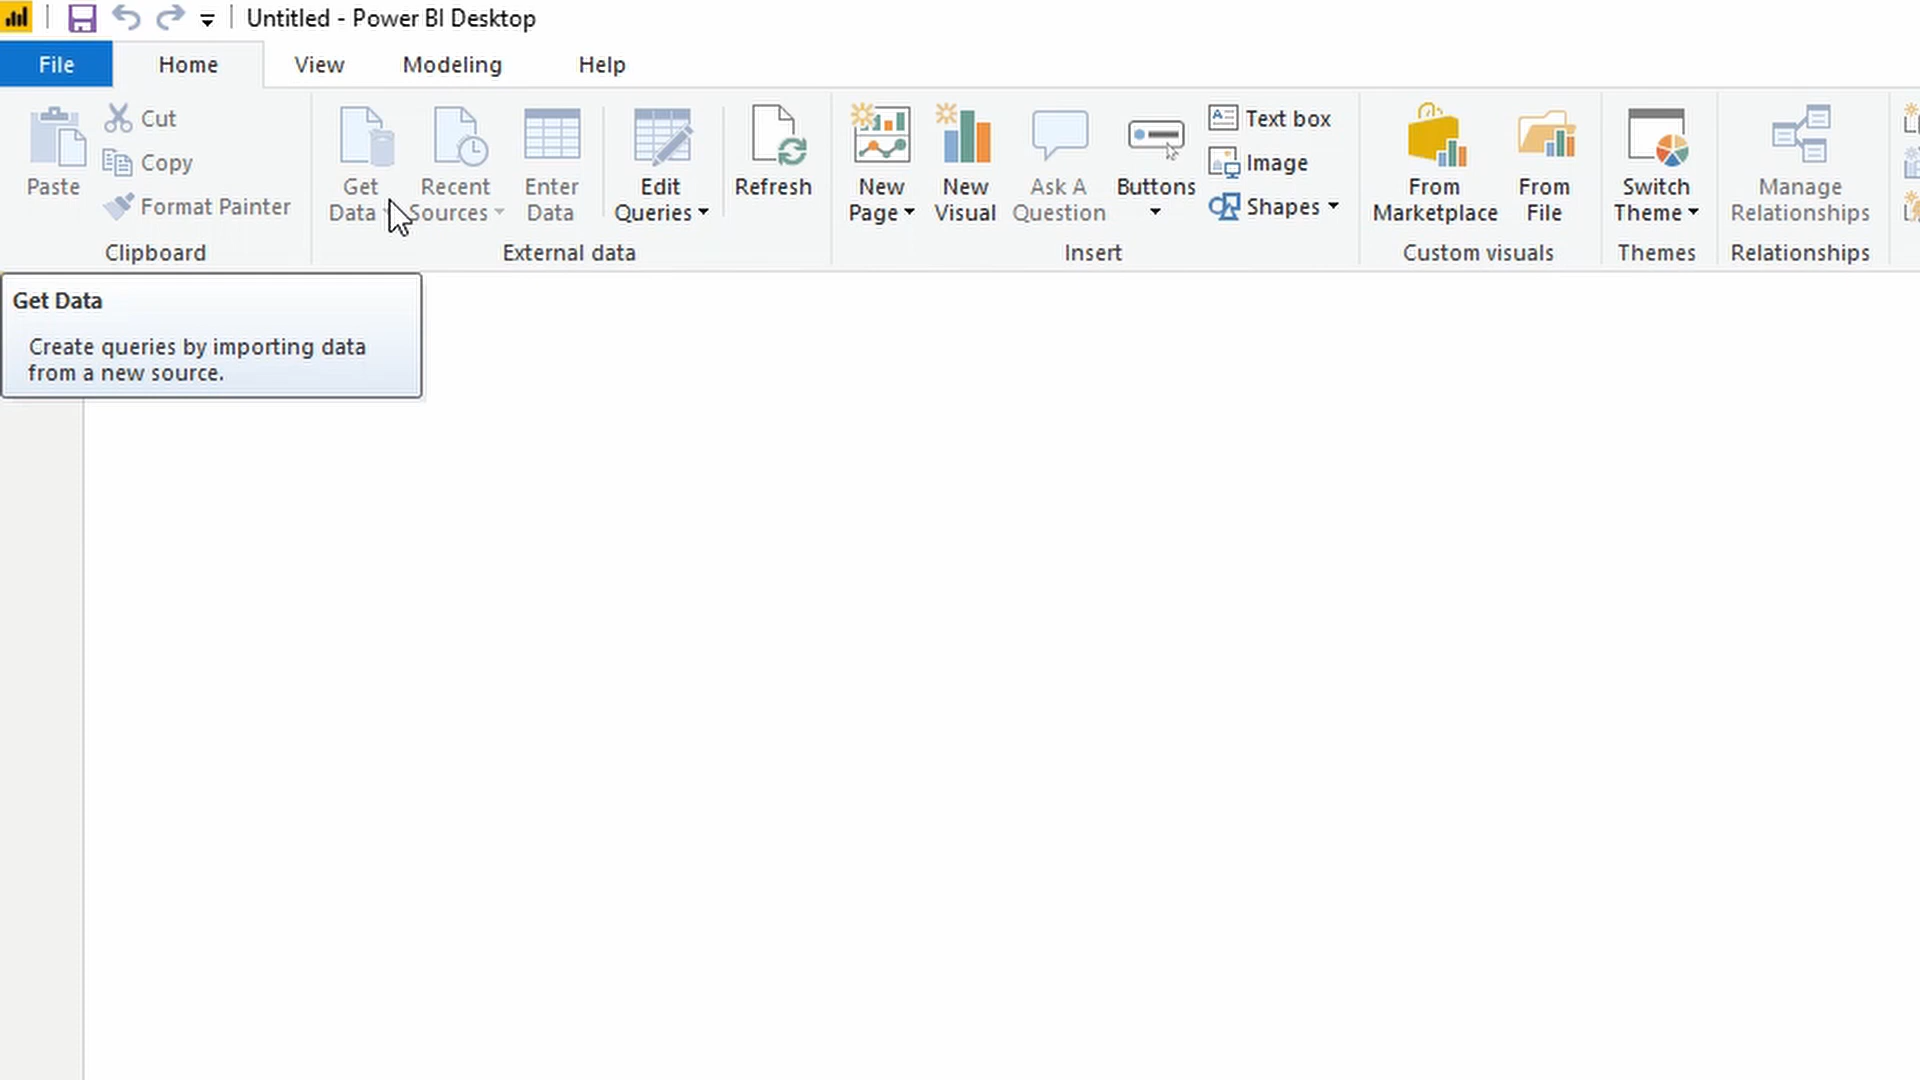 Untitled - Power BI Desktop
File Home View Modeling Help
Paste
Cut
Copy
Format Painter
Clipboard
Get Data
Recent Sources
Enter Data
Edit Queries
Refresh
External data
New Page
New Visual
Ask A Question
Buttons
Text box
Image
Shapes
Insert
From Marketplace
From File
Custom visuals
Switch Theme
Themes
Manage Relationships
Relationships
Get Data
Create queries by importing data
from a new source.